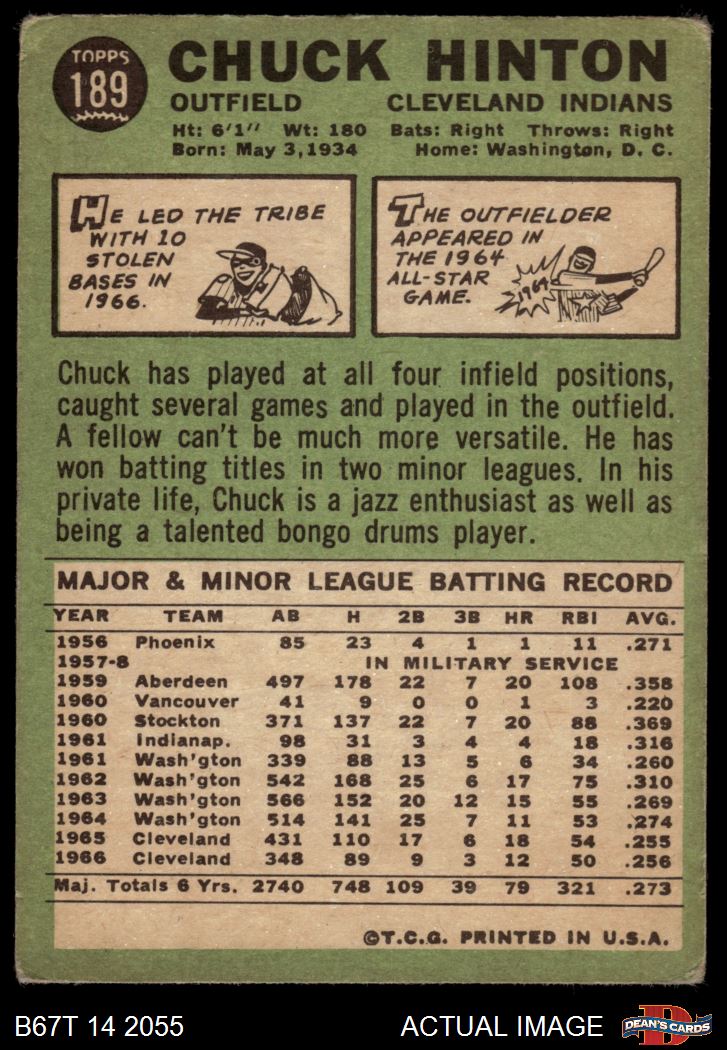 TOPPS
189
CHUCK HINTON
OUTFIELD CLEVELAND INDIANS
Ht: 6'1" Wt: 180 Bats: Right Throws: Right
Born: May 3, 1934 Home: Washington, D. C.
HE LED THE TRIBE
WITH 10
STOLEN
BASES IN
1966.
THE OUTFIELDER
APPEARED IN
THE 1964
ALL-STAR
GAME.
1964
Chuck has played at all four infield positions,
caught several games and played in the outfield.
A fellow can't be much more versatile. He has
won batting titles in two minor leagues. In his
private life, Chuck is a jazz enthusiast as well as
being a talented bongo drums player.
MAJOR & MINOR LEAGUE BATTING RECORD
YEAR TEAM AB H 2B 3B HR RBI AVG.
1956 Phoenix 85 23 4 1 1 11 .271
1957-8 IN MILITARY SERVICE
1959 Aberdeen 497 178 22 7 20 108 .358
1960 Vancouver 41 9 0 0 1 3 .220
1960 Stockton 371 137 22 7 20 88 .369
1961 Indianap. 98 31 3 4 4 18 .316
1961 Wash'gton 339 88 13 5 6 34 .260
1962 Wash'gton 542 168 25 6 17 75 .310
1963 Wash'gton 566 152 20 12 15 55 .269
1964 Wash'gton 514 141 25 7 11 53 .274
1965 Cleveland 431 110 17 6 18 54 .255
1966 Cleveland 348 89 9 3 12 50 .256
Maj. Totals 6 Yrs. 2740 748 109 39 79 321 .273
©T.C.G. PRINTED IN U.S.A.
B67T 14 2055 ACTUAL IMAGE
D
DEAN'S CARDS